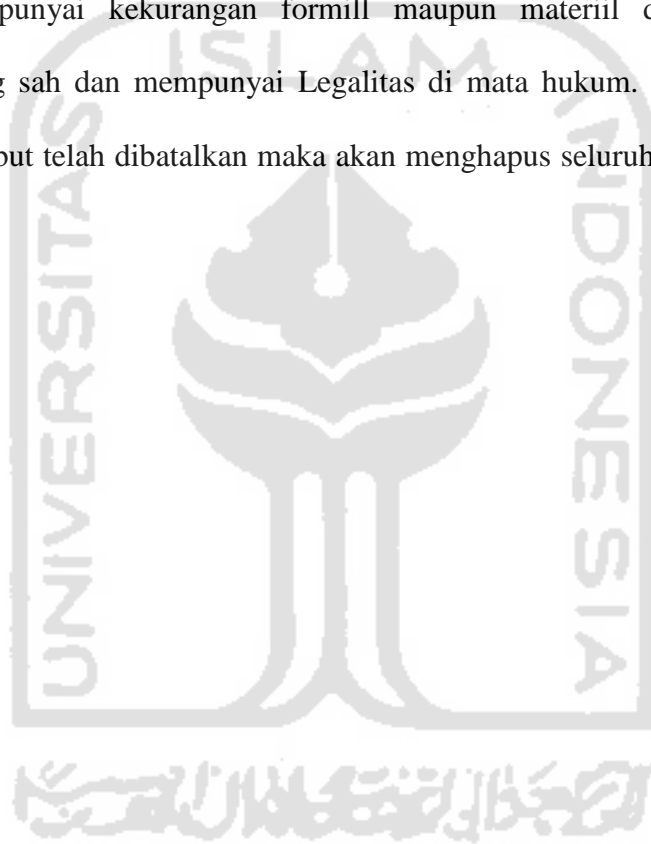 punyai kekurangan formill maupun materiil
sah dan mempunyai Legalitas di mata hukum.
telah dibatalkan maka akan menghapus seluruh
ISLAM
UNIVERSITAS
INDONESIA